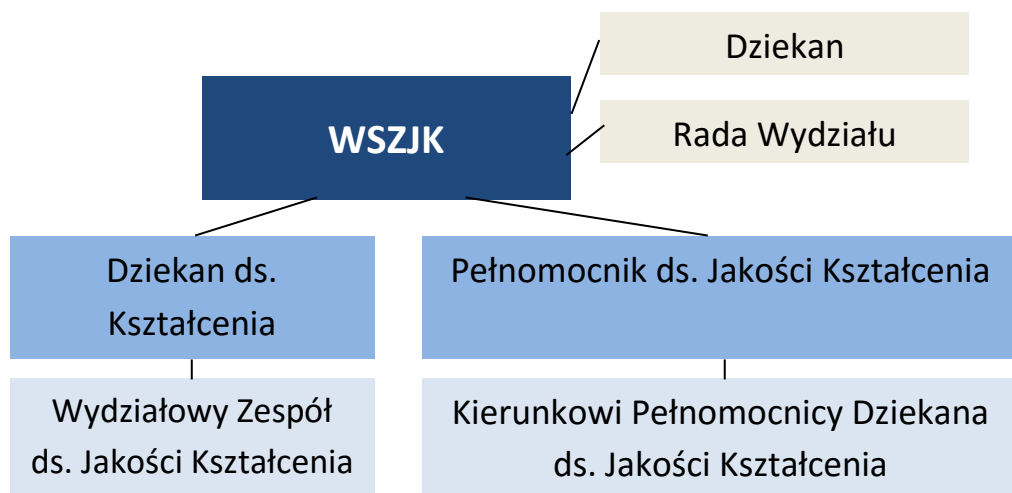 Dziekan
WSZJK
Rada Wydziału
Dziekan ds.
Kształcenia
Pełnomocnik ds. Jakości Kształcenia
Wydziałowy Zespół
ds. Jakości Kształcenia
Kierunkowi Pełnomocnicy Dziekana
ds. Jakości Kształcenia